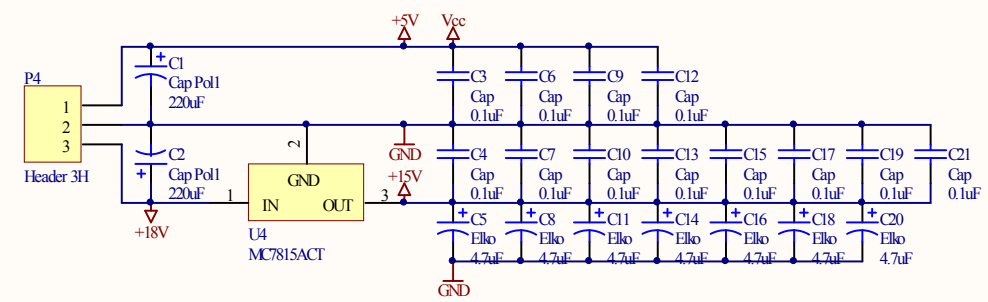 +5V Vcc
P4
1
2
3
Header 3H
+
C1
Cap Pol1
220uF
C2
Cap Pol1
220uF
+
+18V
2
GND
1 IN OUT 3
U4
MC7815ACT
GND
+15V
C3
Cap
0.1uF
C6
Cap
0.1uF
C9
Cap
0.1uF
C12
Cap
0.1uF
C4
Cap
0.1uF
C7
Cap
0.1uF
C10
Cap
0.1uF
C13
Cap
0.1uF
C15
Cap
0.1uF
C17
Cap
0.1uF
C19
Cap
0.1uF
C21
Cap
0.1uF
+
C5
Elko
4.7uF
+
C8
Elko
4.7uF
+
C11
Elko
4.7uF
+
C14
Elko
4.7uF
+
C16
Elko
4.7uF
+
C18
Elko
4.7uF
+
C20
Elko
4.7uF
GND